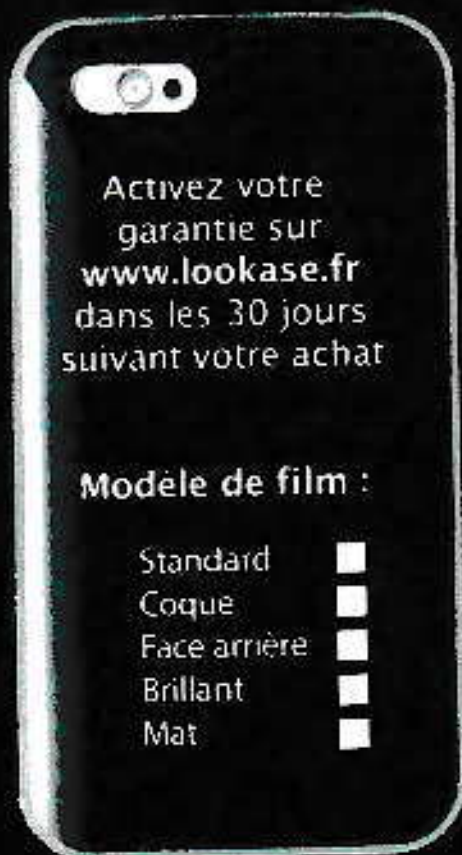 Activez votre
garantie sur
www.lookase.fr
dans les 30 jours
suivant votre achat
Modèle de film :
Standard
Coque
Face arrière
Brillant
Mat